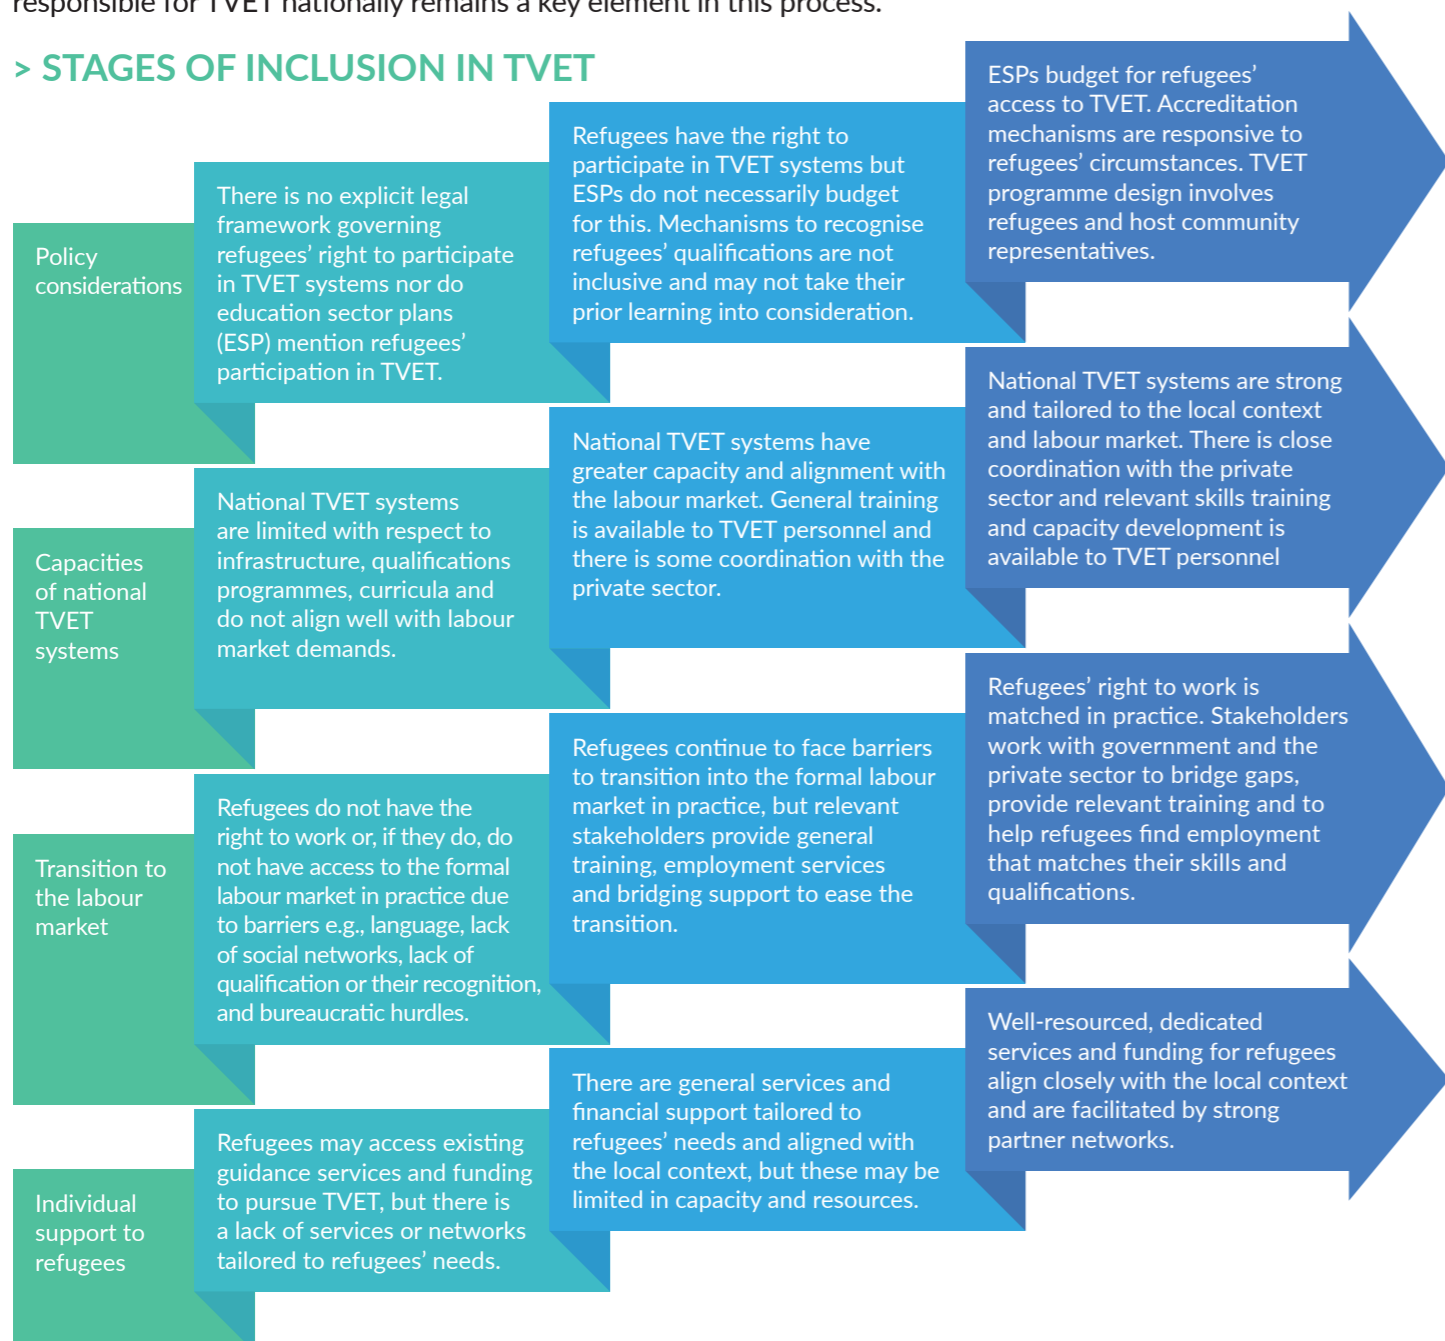 responsible for TVET nationally remains a key element in this process.
> STAGES OF INCLUSION IN TVET
Policy
considerations
There is no explicit legal
framework governing
refugees' right to participate
in TVET systems nor do
education sector plans
(ESP) mention refugees'
participation in TVET.
Refugees have the right to
participate in TVET systems but
ESPs do not necessarily budget
for this. Mechanisms to recognise
refugees' qualifications are not
inclusive and may not take their
prior learning into consideration.
ESPs budget for refugees'
access to TVET. Accreditation
mechanisms are responsive to
refugees' circumstances. TVET
programme design involves
refugees and host community
representatives.
Capacities
of national
TVET
systems
National TVET systems
are limited with respect to
infrastructure, qualifications
programmes, curricula and
do not align well with labour
market demands.
National TVET systems have
greater capacity and alignment with
the labour market. General training
is available to TVET personnel and
there is some coordination with the
private sector.
National TVET systems are strong
and tailored to the local context
and labour market. There is close
coordination with the private
sector and relevant skills training
and capacity development is
available to TVET personnel
Transition to
the labour
market
Refugees do not have the
right to work or, if they do, do
not have access to the formal
labour market in practice due
to barriers e.g., language, lack
of social networks, lack of
qualification or their recognition,
and bureaucratic hurdles.
Refugees continue to face barriers
to transition into the formal labour
market in practice, but relevant
stakeholders provide general
training, employment services
and bridging support to ease the
transition.
Refugees' right to work is
matched in practice. Stakeholders
work with government and the
private sector to bridge gaps,
provide relevant training and to
help refugees find employment
that matches their skills and
qualifications.
Individual
support to
refugees
Refugees may access existing
guidance services and funding
to pursue TVET, but there is
a lack of services or networks
tailored to refugees' needs.
There are general services and
financial support tailored to
refugees' needs and aligned with
the local context, but these may be
limited in capacity and resources.
Well-resourced, dedicated
services and funding for refugees
align closely with the local context
and are facilitated by strong
partner networks.